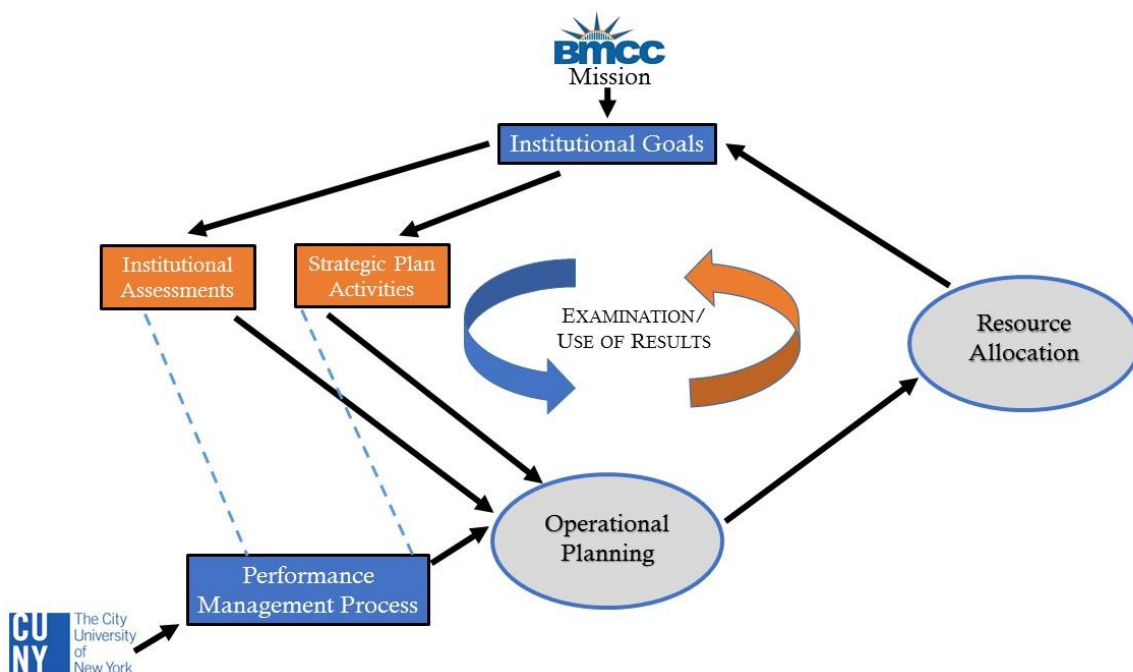 BMCC
Mission
Institutional Goals
Institutional
Assessments
Strategic Plan
Activities
EXAMINATION/
USE OF RESULTS
Resource
Allocation
Operational
Planning
Performance
Management Process
CU
NY
The City
University
of
New York